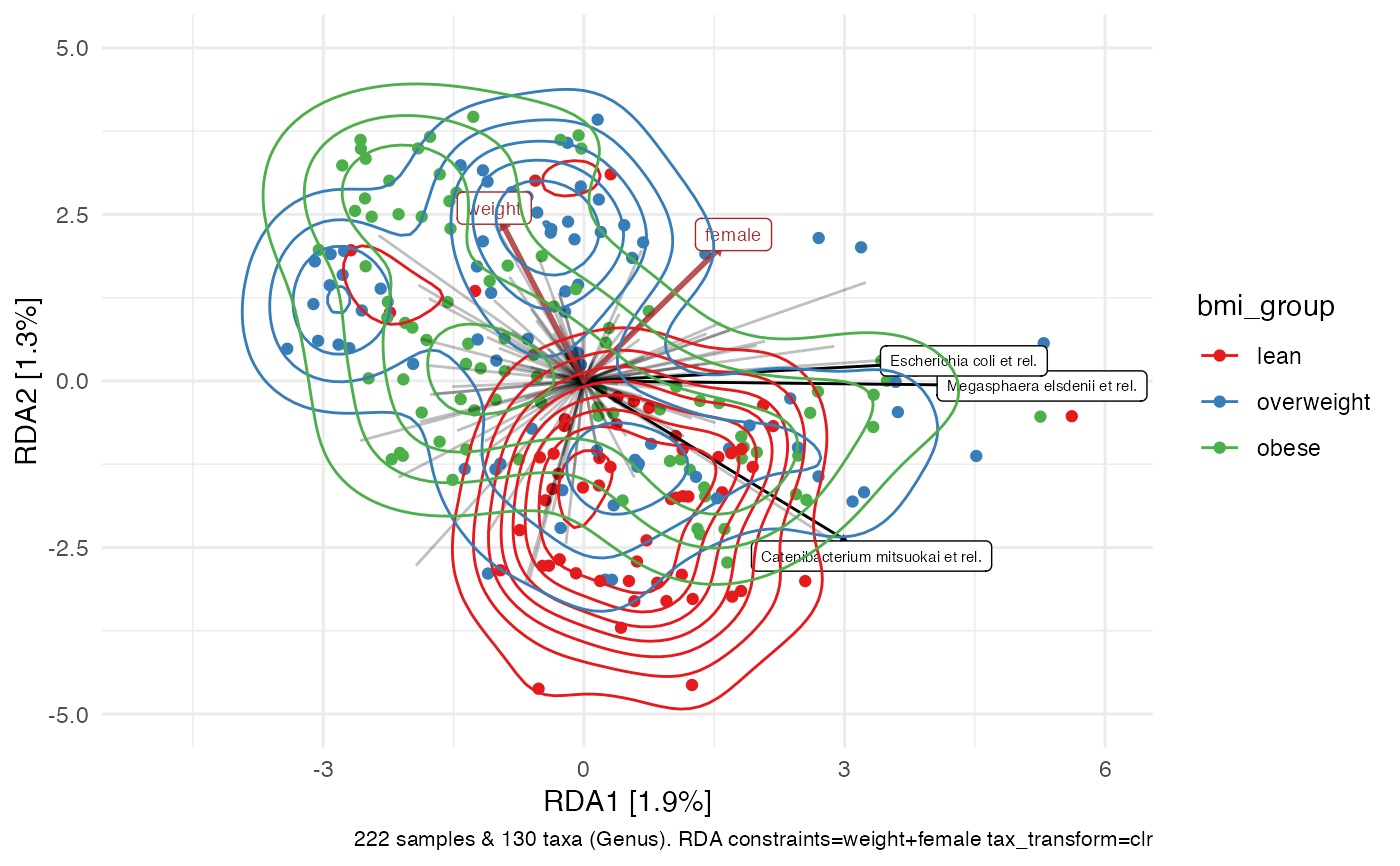 5.0
2.5
0.0
-2.5
-5.0
RDA2 [1.3%]
weight
female
Escherichia coli et rel.
Megasphaera elsdenii et rel.
Catenibacterium mitsuokai et rel.
-3
0
3
6
RDA1 [1.9%]
bmi_group
lean
overweight
obese
222 samples & 130 taxa (Genus). RDA constraints=weight+female tax_transform=clr